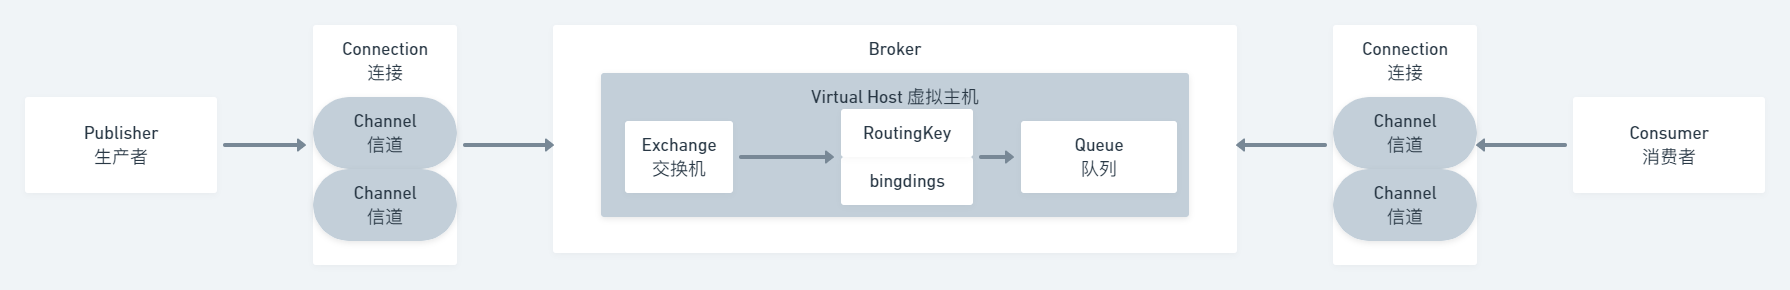 Publisher
生产者
Connection
连接
Channel
信道
Channel
信道
Broker
Virtual Host 虚拟主机
Exchange
交换机
RoutingKey
bingdings
Queue
队列
Connection
连接
Channel
信道
Channel
信道
Consumer
消费者